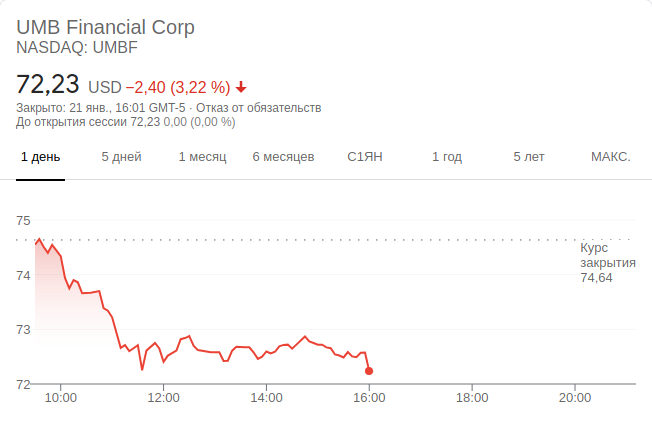 UMB Financial Corp
NASDAQ: UMBF
72,23 USD −2,40 (3,22 %)
Закрыто: 21 янв., 16:01 GMT-5 · Отказ от обязательств
До открытия сессии 72,23 0,00 (0,00 %)
1 день 5 дней 1 месяц 6 месяцев С1ЯН 1 год 5 лет МАКС.
75
Курс
закрытия
74,64
74
73
72
10:00 12:00 14:00 16:00 18:00 20:00